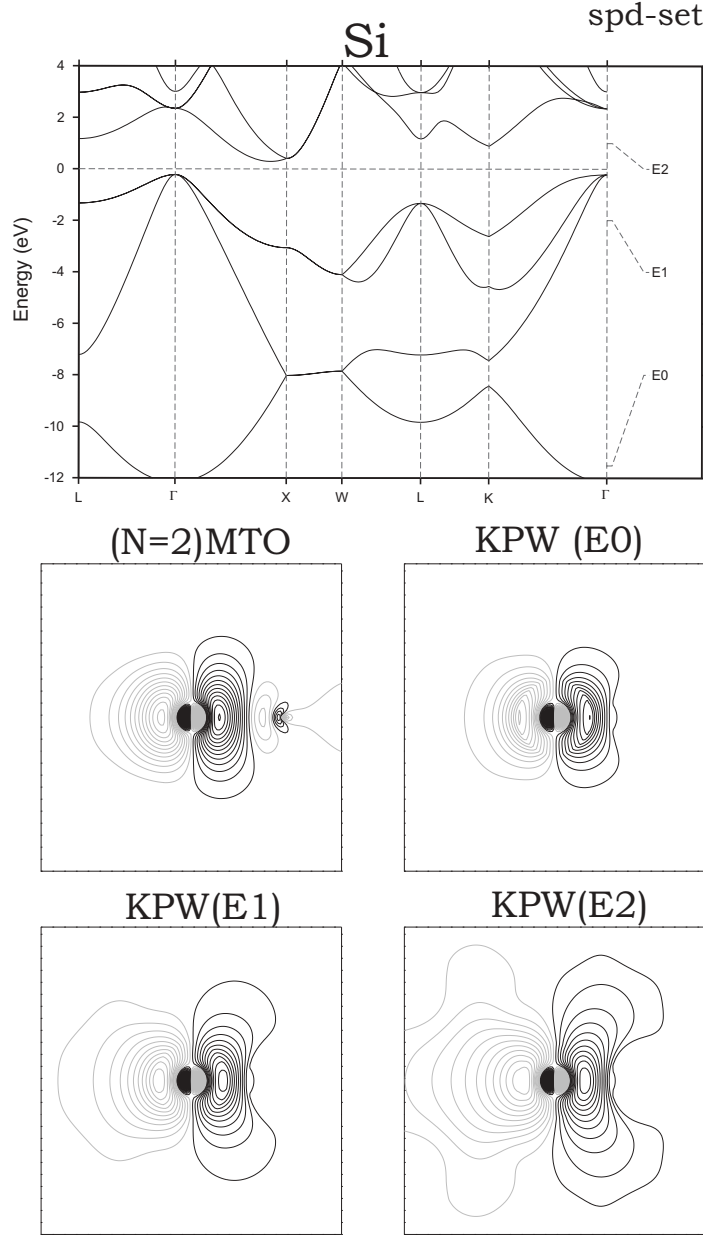 spd-set
Si
4
2
0
-2
-4
-6
-8
-10
-12
Energy (eV)
E2
E1
E0
L Γ X W L K Γ
(N=2)MTO KPW (E0)
KPW(E1) KPW(E2)